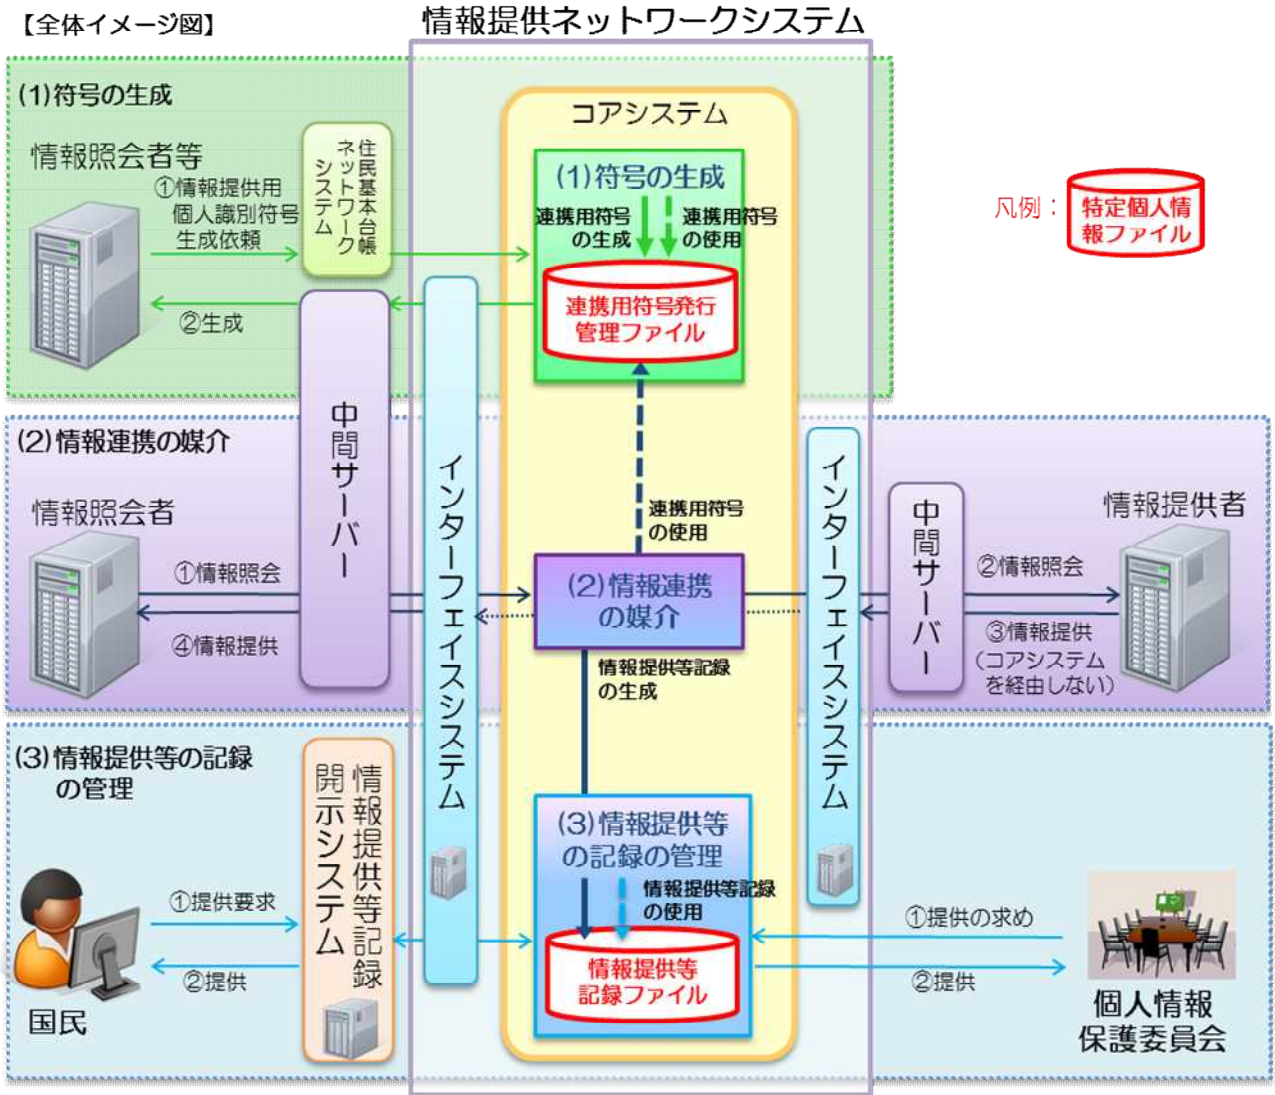 【全体イメージ図】
情報提供ネットワークシステム
(1)符号の生成
コアシステム
情報照会者等
住民基本台帳
ネットワーク
システム
①情報提供用
個人識別符号
生成依頼
②生成
(1)符号の生成
連携用符号
の生成
連携用符号
の使用
連携用符号発行
管理ファイル
凡例：
特定個人情
報ファイル
(2)情報連携の媒介
中間サーバー
インターフェイスシステム
情報照会者
①情報照会
④情報提供
連携用符号
の使用
(2)情報連携
の媒介
情報提供等記録
の生成
インターフェイスシステム
中間サーバー
情報提供者
②情報照会
③情報提供
(コアシステム
を経由しない)
(3)情報提供等の記録
の管理
情報提供等記録
開示システム
①提供要求
②提供
国民
(3)情報提供等
の記録の管理
情報提供等記録
の使用
情報提供等
記録ファイル
①提供の求め
②提供
個人情報
保護委員会